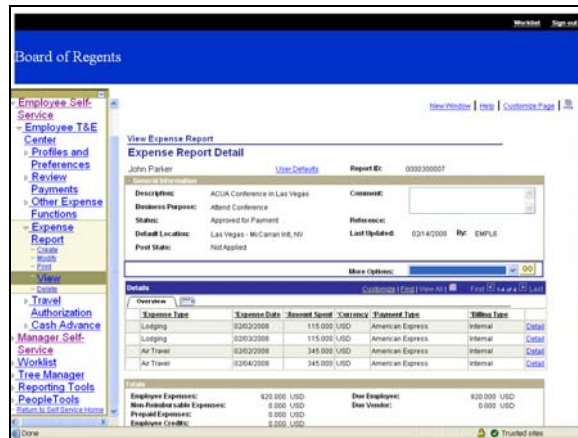 Worklist Sign out
Board of Regents
Employee Self-
Service
Employee T&E
Center
Profiles and
Preferences
Review
Payments
Other Expense
Functions
Expense
Report
Create
Modify
Print
View
Delete
Travel
Authorization
Cash Advance
Manager Self-
Service
Worklist
Tree Manager
Reporting Tools
PeopleTools
Return to Self Service Home
New Window | Help | Customize Page |
View Expense Report
Expense Report Detail
John Parker User Defaults Report ID: 0000300007
General Information
Description: ACUA Conference in Las Vegas Comment:
Business Purpose: Attend Conference
Status: Approved for Payment Reference:
Default Location: Las Vegas - McCarran Intl, NV Last Updated: 02/14/2008 By: EMPL6
Post State: Not Applied
More Options: GO
Details Customize | Find | View All | First Last
Overview
*Expense Type *Expense Date *Amount Spent *Currency *Payment Type *Billing Type
Lodging 02/02/2008 115.000 USD American Express Internal Detail
Lodging 02/03/2008 115.000 USD American Express Internal Detail
Air Travel 02/02/2008 345.000 USD American Express Internal Detail
Air Travel 02/04/2008 345.000 USD American Express Internal Detail
Totals
Employee Expenses: 920.000 USD Due Employee: 920.000 USD
Non-Reimbursable Expenses: 0.000 USD Due Vendor: 0.000 USD
Prepaid Expenses: 0.000 USD
Employee Credits: 0.000 USD
Done Trusted sites